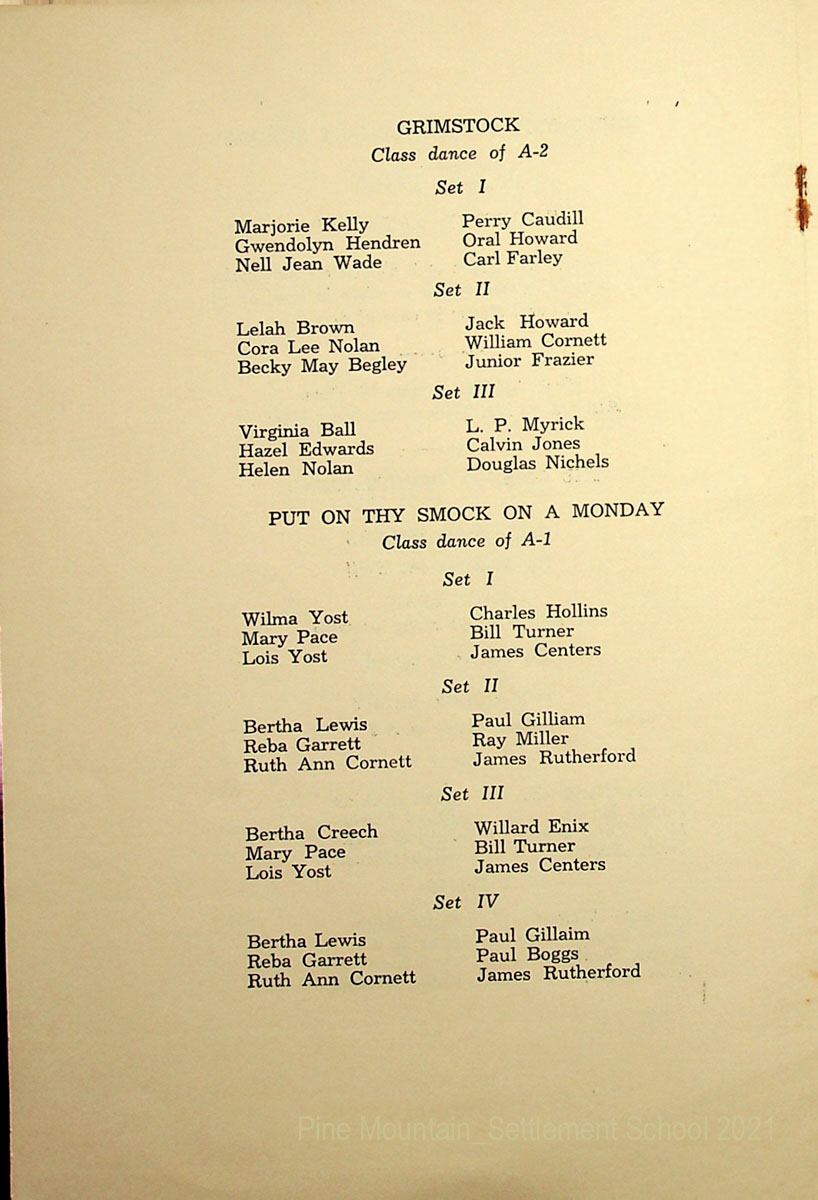 GRIMSTOCK
Class dance of A-2
Set I
Marjorie Kelly Perry Caudill
Gwendolyn Hendren Oral Howard
Nell Jean Wade Carl Farley
Set II
Lelah Brown Jack Howard
Cora Lee Nolan William Cornett
Becky May Begley Junior Frazier
Set III
Virginia Ball L. P. Myrick
Hazel Edwards Calvin Jones
Helen Nolan Douglas Nichels
PUT ON THY SMOCK ON A MONDAY
Class dance of A-1
Set I
Wilma Yost Charles Hollins
Mary Pace Bill Turner
Lois Yost James Centers
Set II
Bertha Lewis Paul Gilliam
Reba Garrett Ray Miller
Ruth Ann Cornett James Rutherford
Set III
Bertha Creech Willard Enix
Mary Pace Bill Turner
Lois Yost James Centers
Set IV
Bertha Lewis Paul Gillaim
Reba Garrett Paul Boggs
Ruth Ann Cornett James Rutherford
Pine Mountain_Settlement School 2021